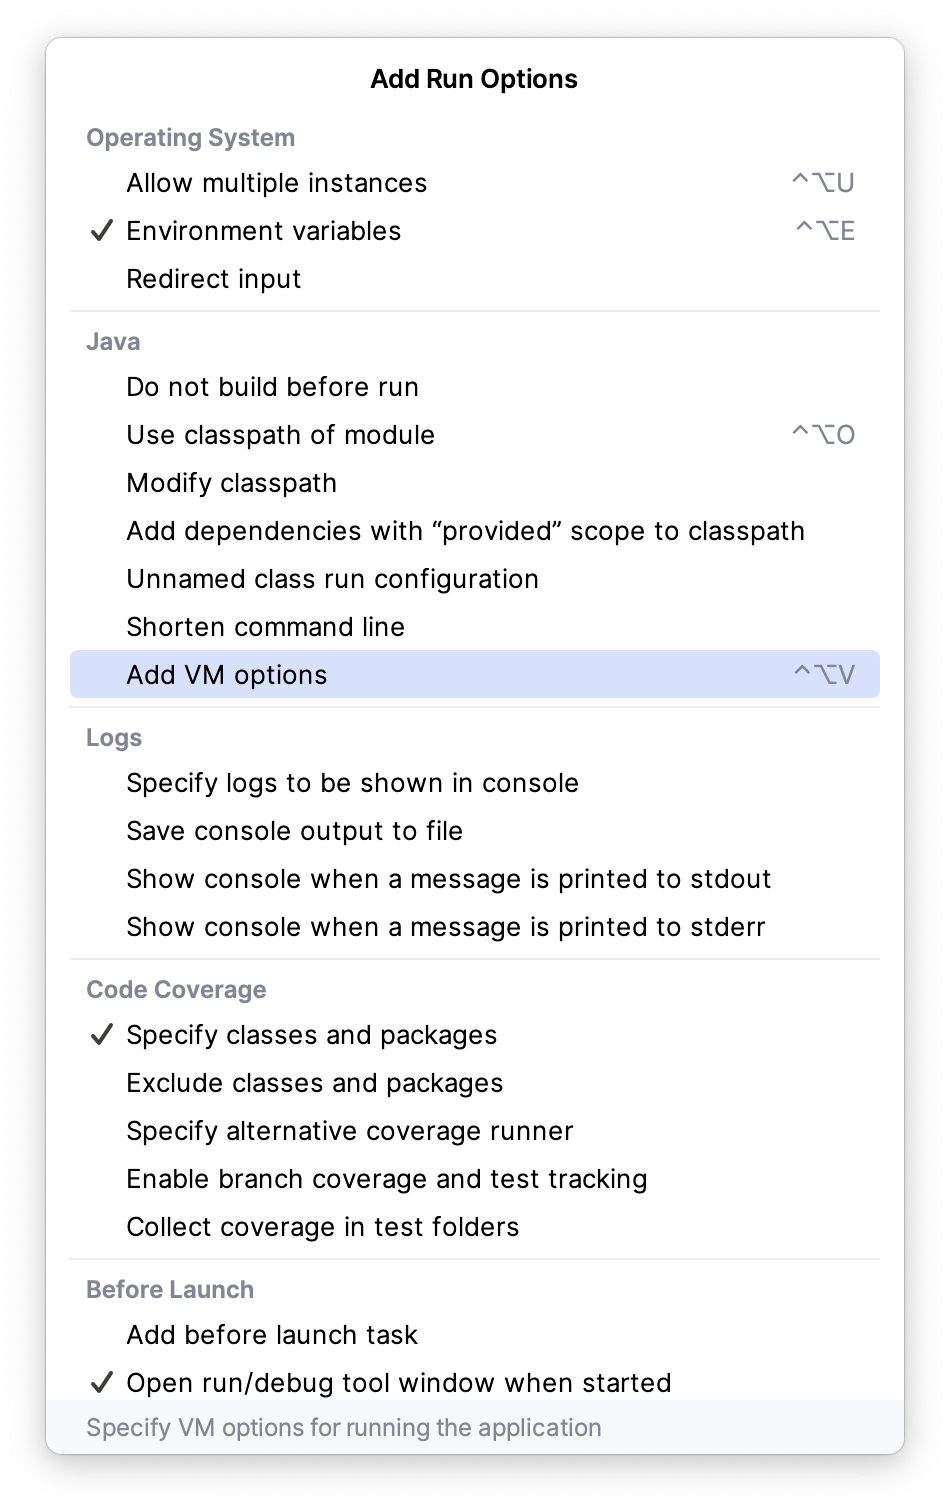 Add Run Options
Operating System
Allow multiple instances ^⌥U
✓ Environment variables ^⌥E
Redirect input
Java
Do not build before run
Use classpath of module ^⌥O
Modify classpath
Add dependencies with “provided” scope to classpath
Unnamed class run configuration
Shorten command line
Add VM options ^⌥V
Logs
Specify logs to be shown in console
Save console output to file
Show console when a message is printed to stdout
Show console when a message is printed to stderr
Code Coverage
✓ Specify classes and packages
Exclude classes and packages
Specify alternative coverage runner
Enable branch coverage and test tracking
Collect coverage in test folders
Before Launch
Add before launch task
✓ Open run/debug tool window when started
Specify VM options for running the application